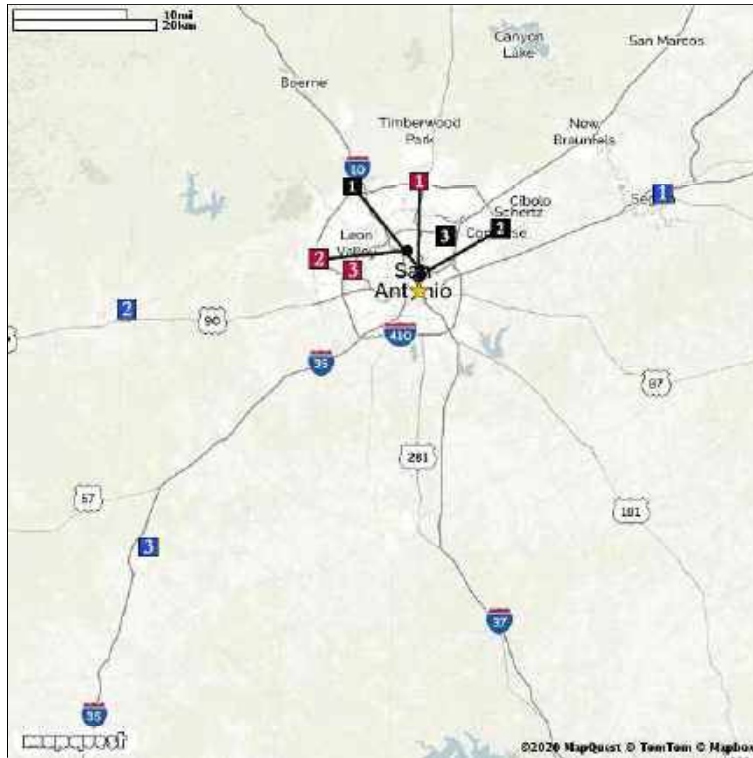 10mi
20km
Canyon
Lake
San Marcos
Boerne
Timberwood
Park
New
Braunfels
10
1
1
1
Cibolo
Schertz
Leon
Valley
3
2
3
San
Antonio
2
90
410
35
87
57
281
181
3
37
35
mapquest
©2020 MapQuest © TomTom © Mapbox